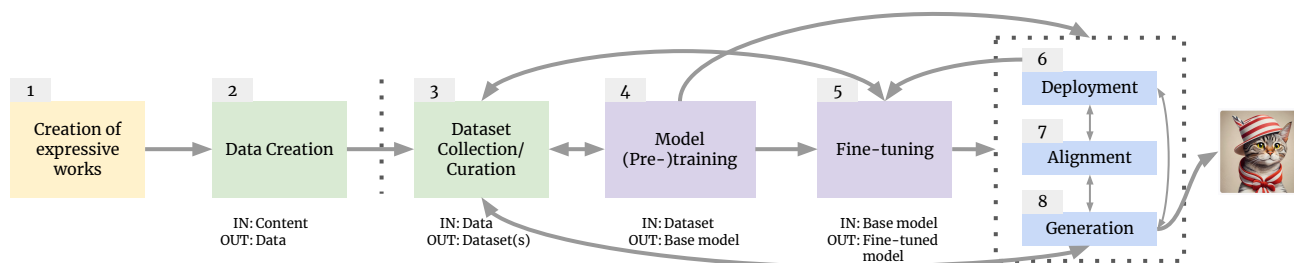 1
Creation of
expressive
works
2
Data Creation
IN: Content
OUT: Data
3
Dataset
Collection/
Curation
IN: Data
OUT: Dataset(s)
4
Model
(Pre-)training
IN: Dataset
OUT: Base model
5
Fine-tuning
IN: Base model
OUT: Fine-tuned
model
6
Deployment
7
Alignment
8
Generation